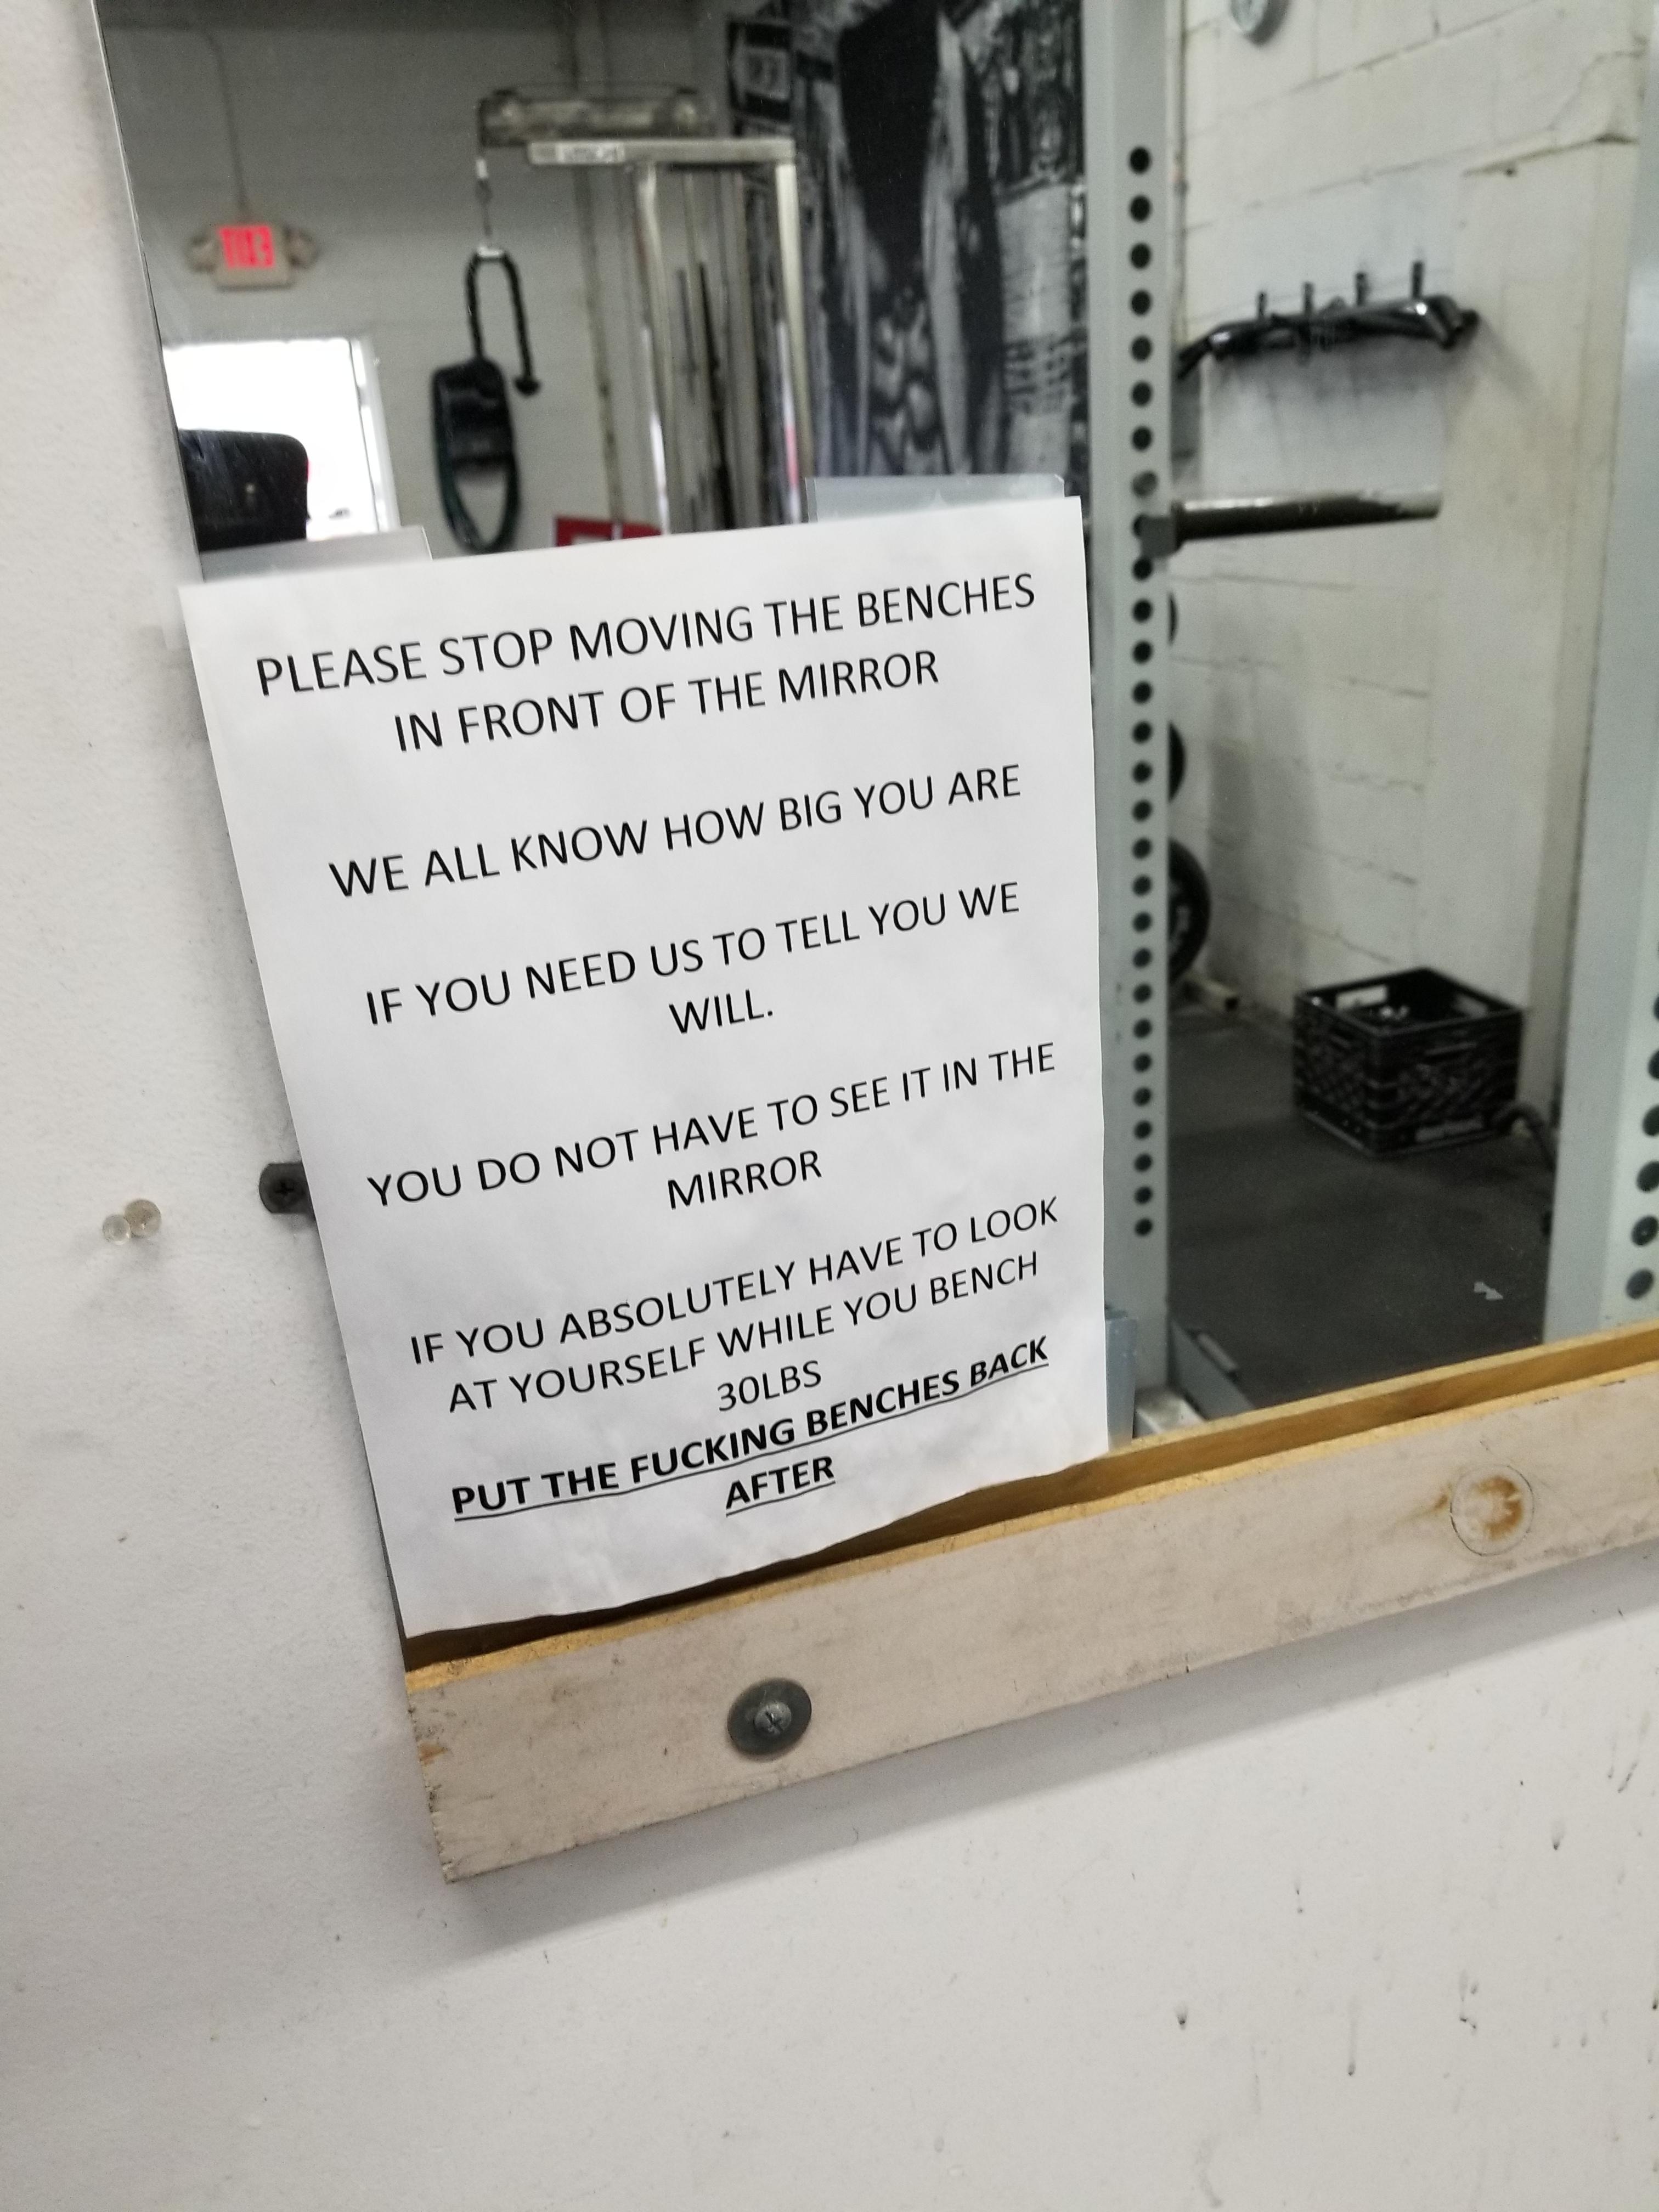 PLEASE STOP MOVING THE BENCHES
IN FRONT OF THE MIRROR
WE ALL KNOW HOW BIG YOU ARE
IF YOU NEED US TO TELL YOU WE
WILL.
YOU DO NOT HAVE TO SEE IT IN THE
MIRROR
IF YOU ABSOLUTELY HAVE TO LOOK
AT YOURSELF WHILE YOU BENCH
30LBS
PUT THE FUCKING BENCHES BACK
AFTER